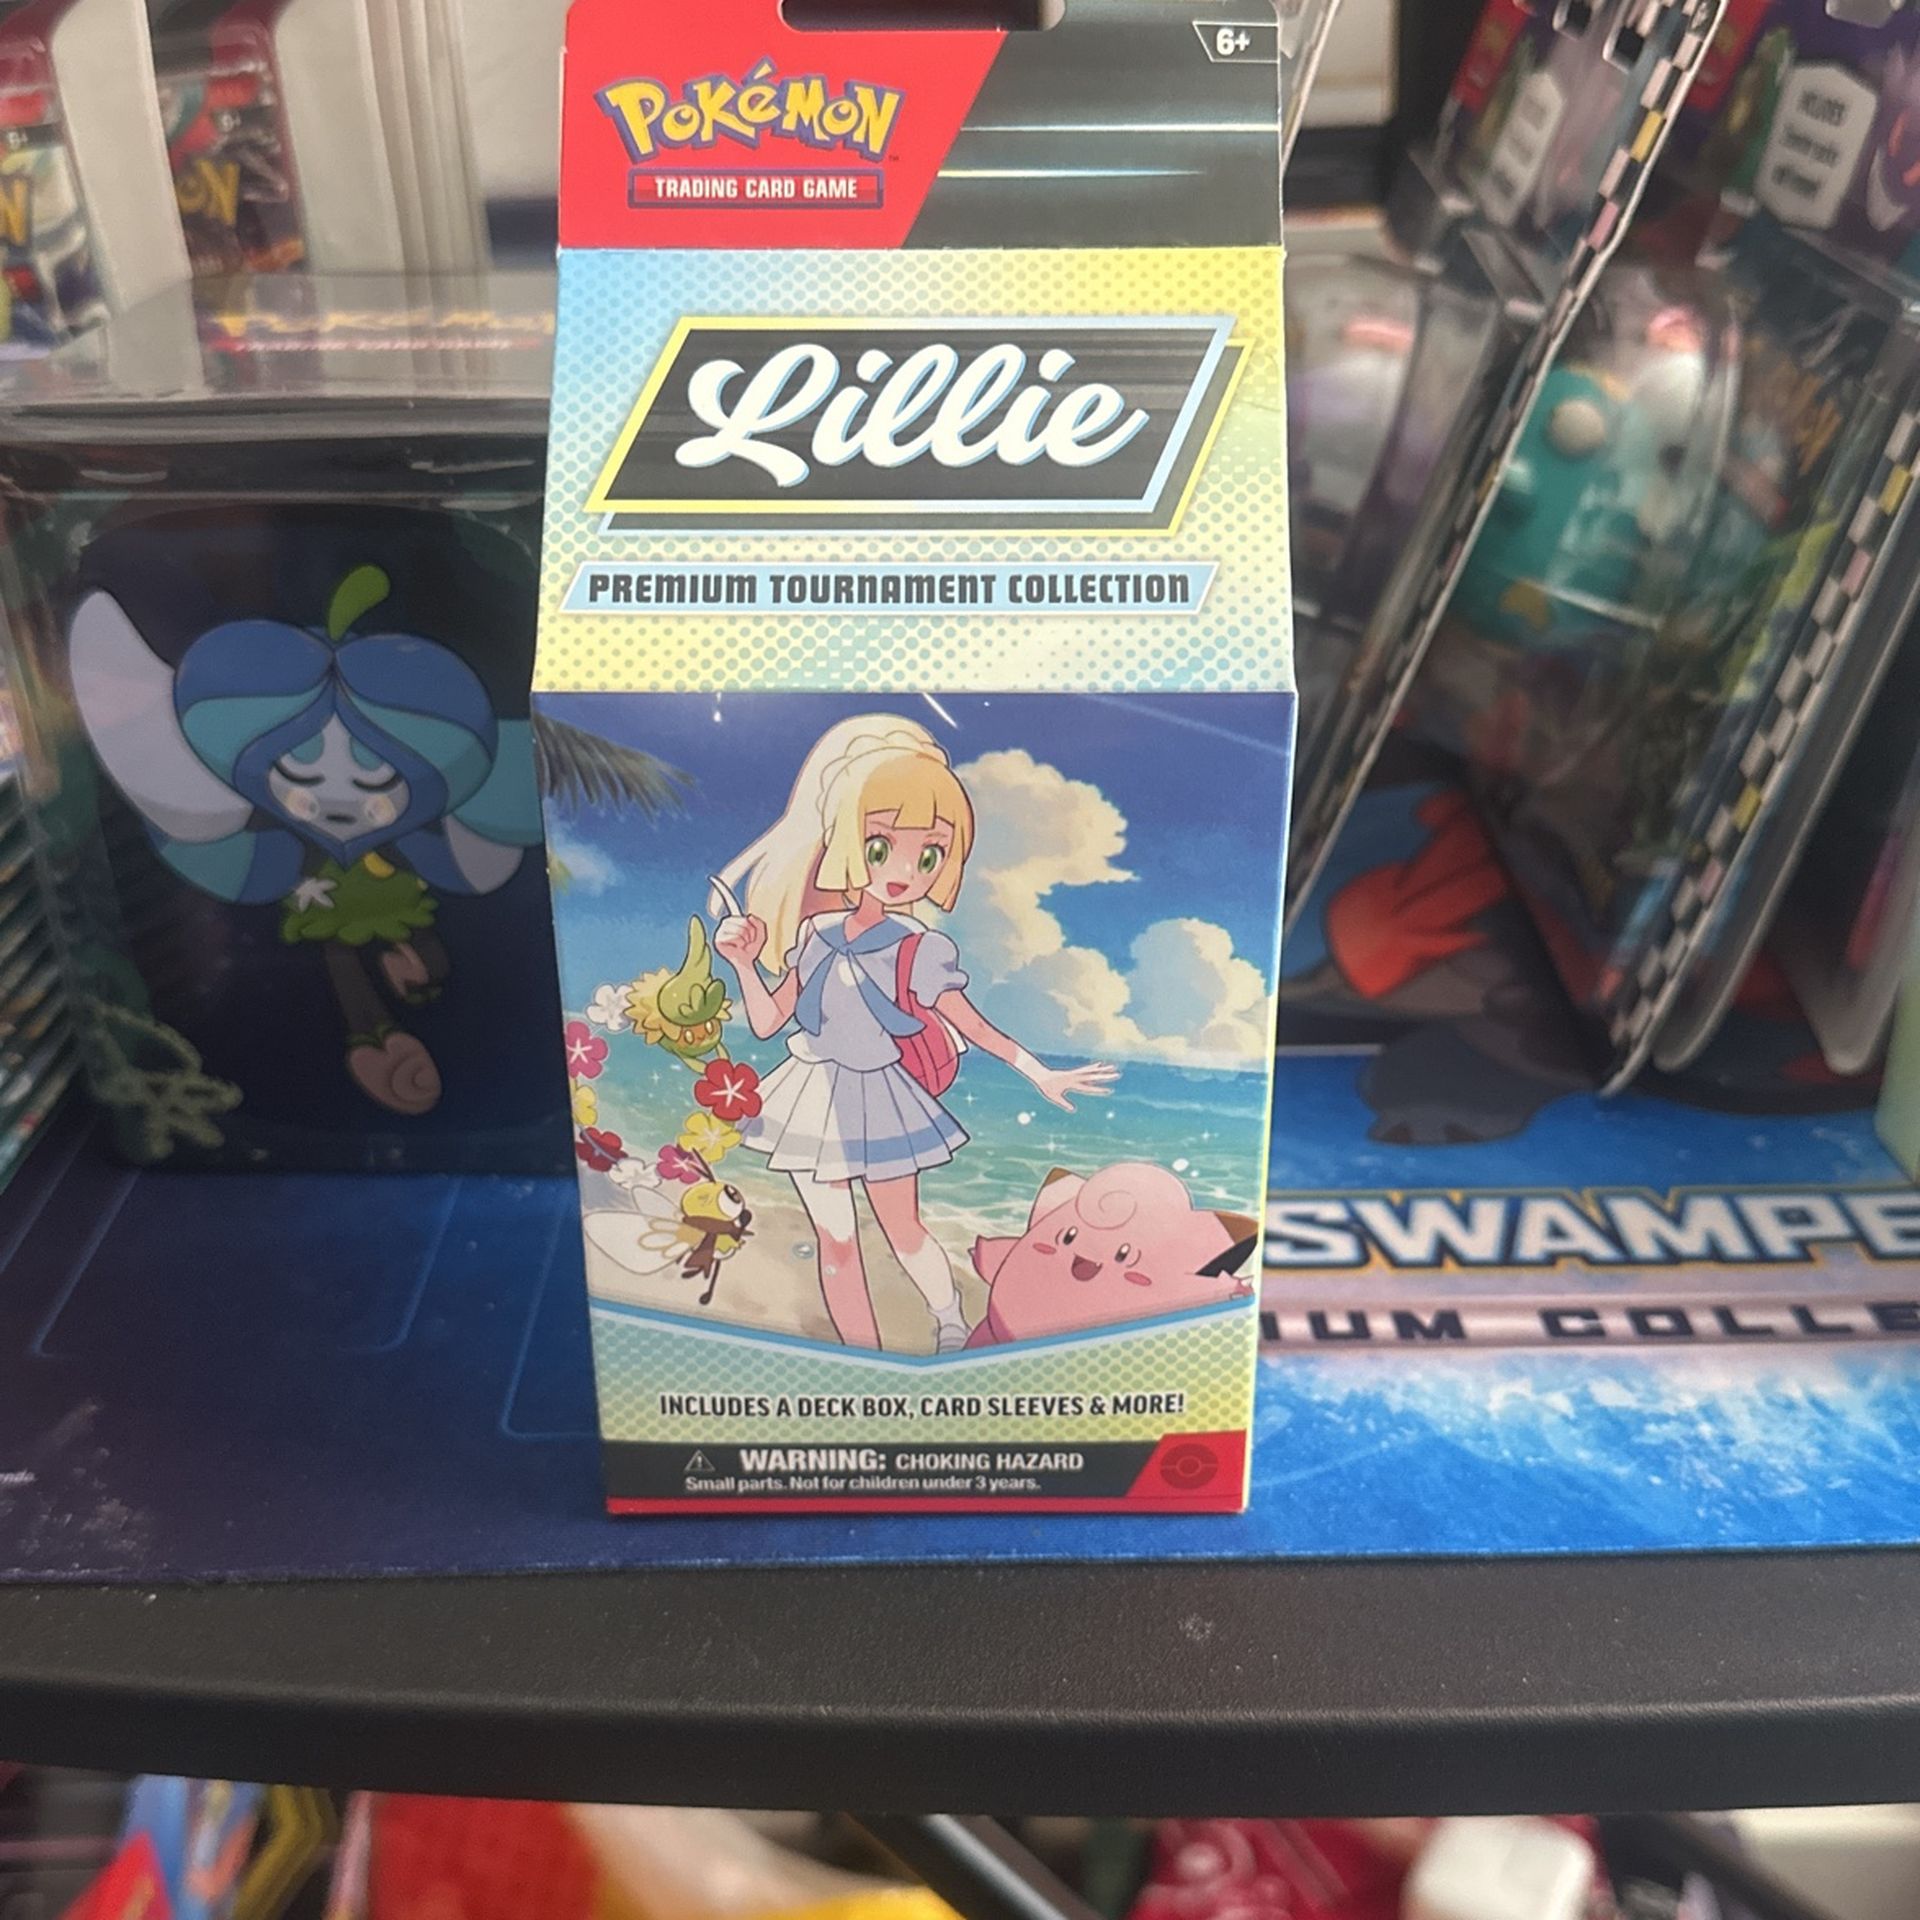 6+
POKéMON
TRADING CARD GAME
Lillie
PREMIUM TOURNAMENT COLLECTION
SWAMPE
IUM COLLE
INCLUDES A DECK BOX, CARD SLEEVES & MORE!
WARNING: CHOKING HAZARD
Small parts. Not for children under 3 years.